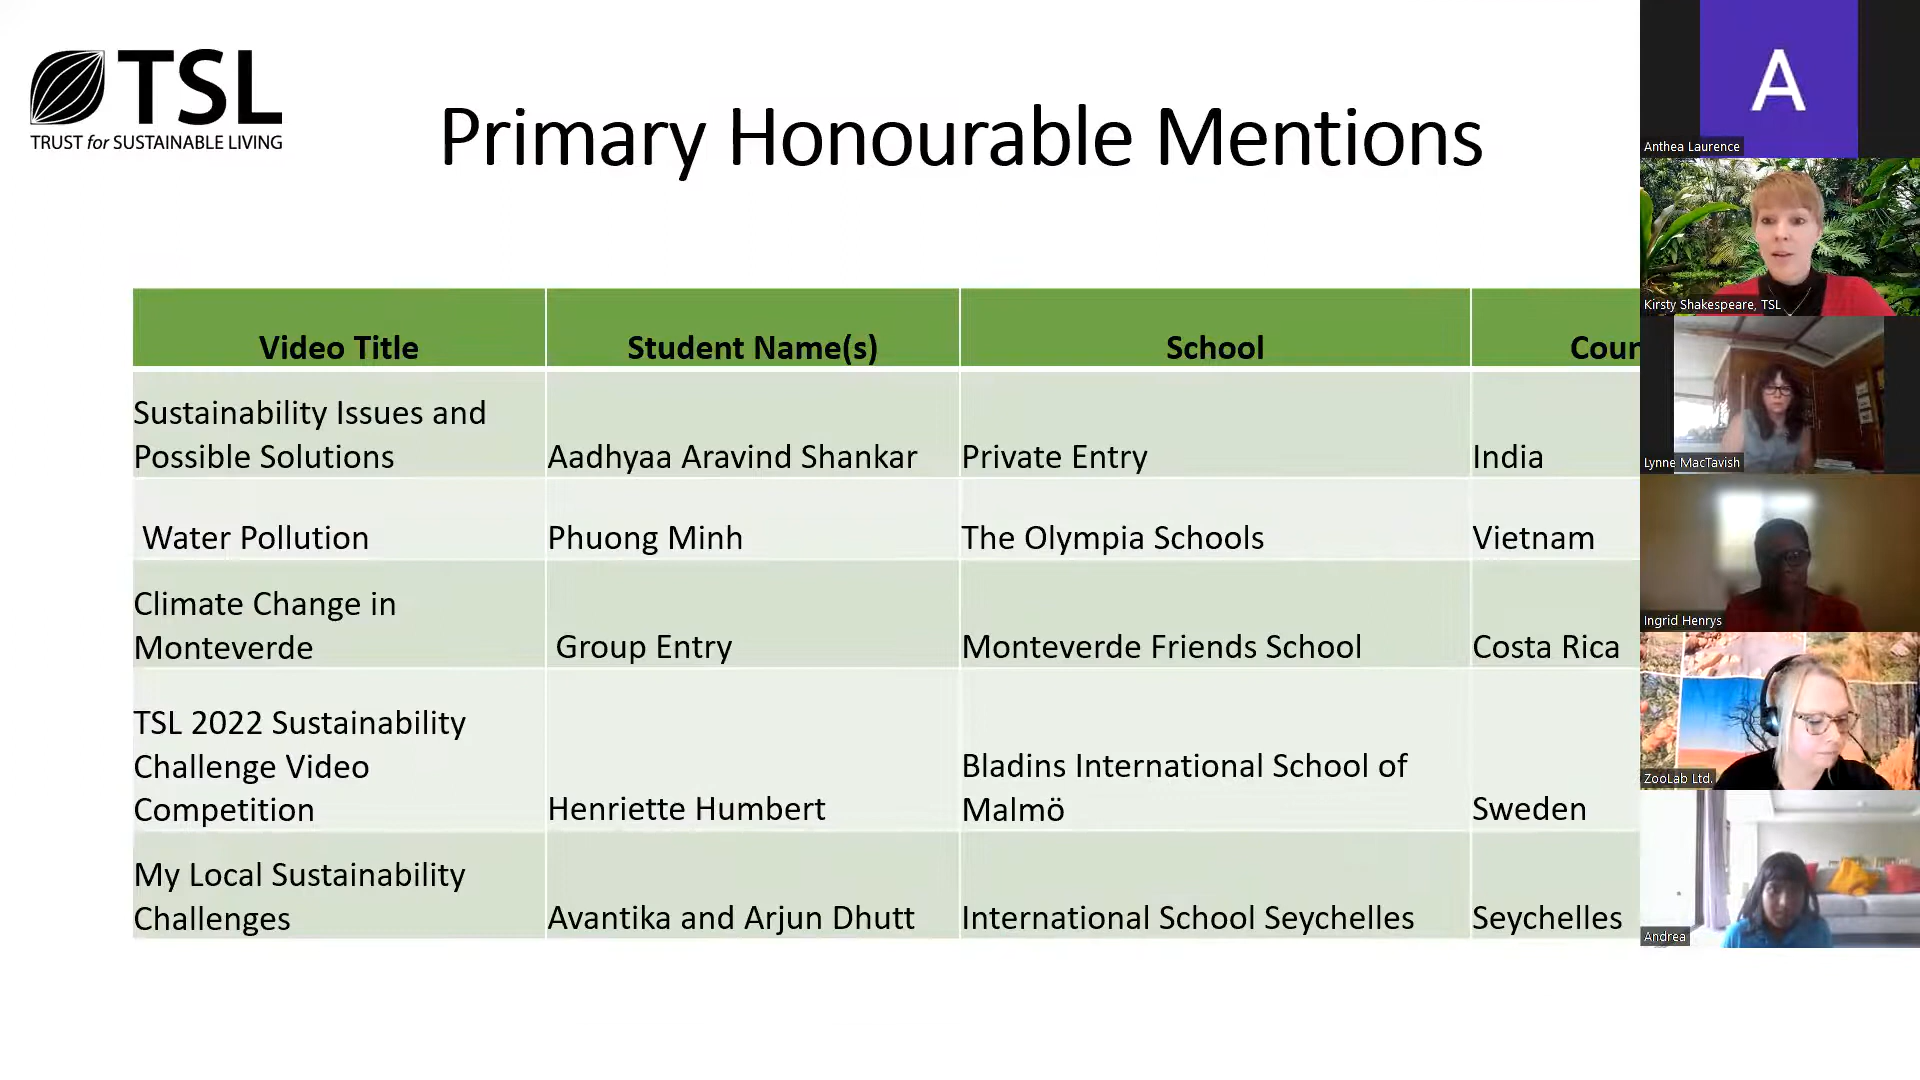 TSL
TRUST for SUSTAINABLE LIVING
Primary Honourable Mentions
Video Title
Student Name(s)
School
Coun
Sustainability Issues and
Possible Solutions
Aadhyaa Aravind Shankar
Private Entry
India
Water Pollution
Phuong Minh
The Olympia Schools
Vietnam
Climate Change in
Monteverde
Group Entry
Monteverde Friends School
Costa Rica
TSL 2022 Sustainability
Challenge Video
Competition
Henriette Humbert
Bladins International School of
Malmö
Sweden
My Local Sustainability
Challenges
Avantika and Arjun Dhutt
International School Seychelles
Seychelles
A
Anthea Laurence
Kirsty Shakespeare, TSL
Lynne MacTavish
Ingrid Henrys
ZooLab Ltd.
Andrea